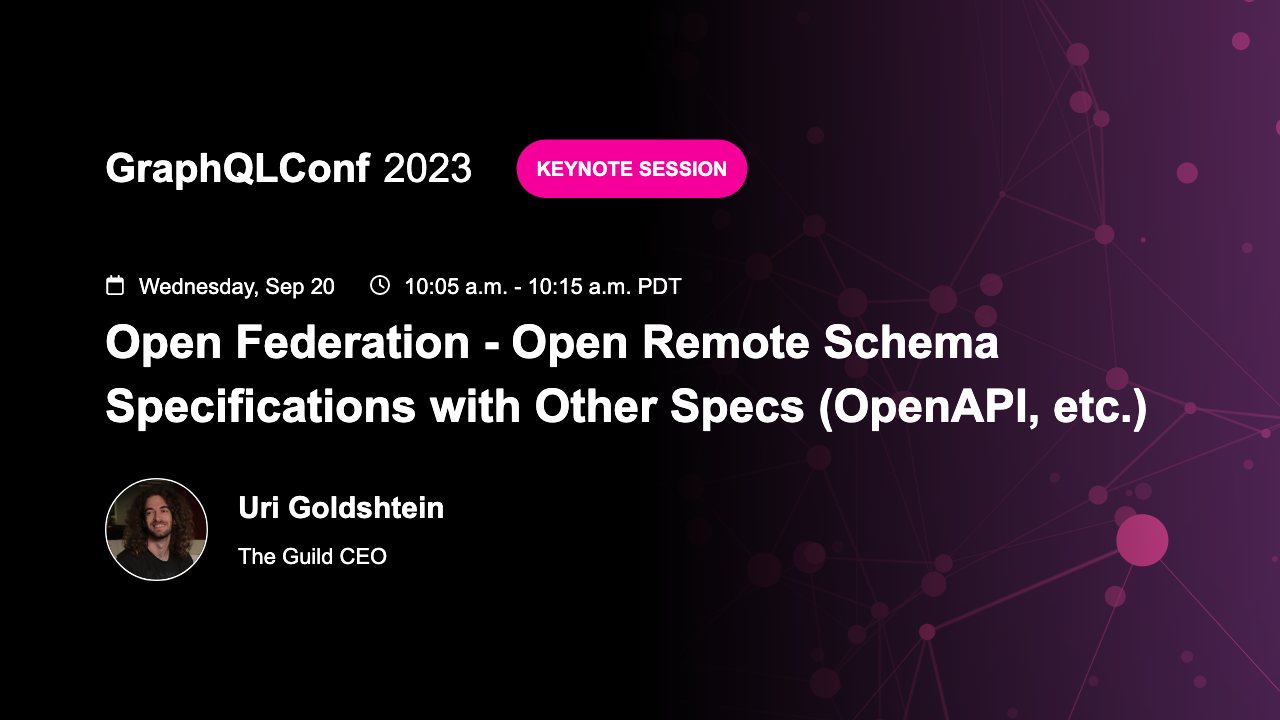 GraphQLConf 2023
KEYNOTE SESSION
Wednesday, Sep 20
10:05 a.m. - 10:15 a.m. PDT
Open Federation - Open Remote Schema
Specifications with Other Specs (OpenAPI, etc.)
Uri Goldshtein
The Guild CEO